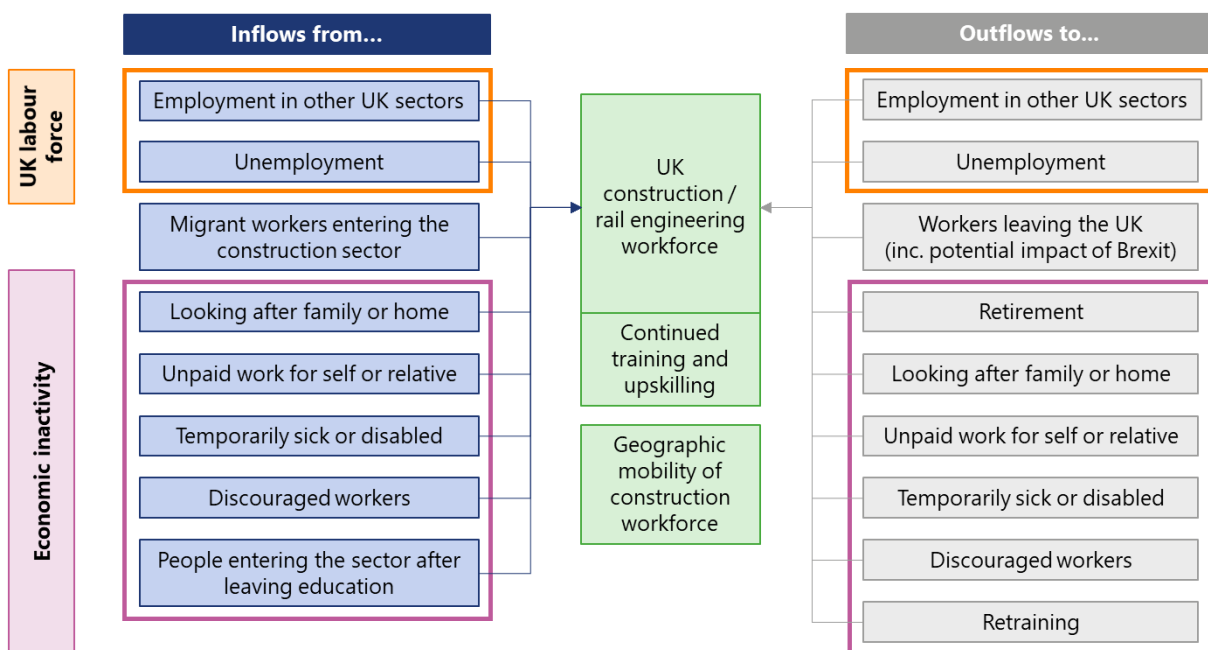 Inflows from...
Outflows to...
UK labour
force
Employment in other UK sectors
Unemployment
Migrant workers entering the
construction sector
Economic inactivity
Looking after family or home
Unpaid work for self or relative
Temporarily sick or disabled
Discouraged workers
People entering the sector after
leaving education
UK
construction /
rail engineering
workforce
Continued
training and
upskilling
Geographic
mobility of
construction
workforce
Employment in other UK sectors
Unemployment
Workers leaving the UK
(inc. potential impact of Brexit)
Retirement
Looking after family or home
Unpaid work for self or relative
Temporarily sick or disabled
Discouraged workers
Retraining